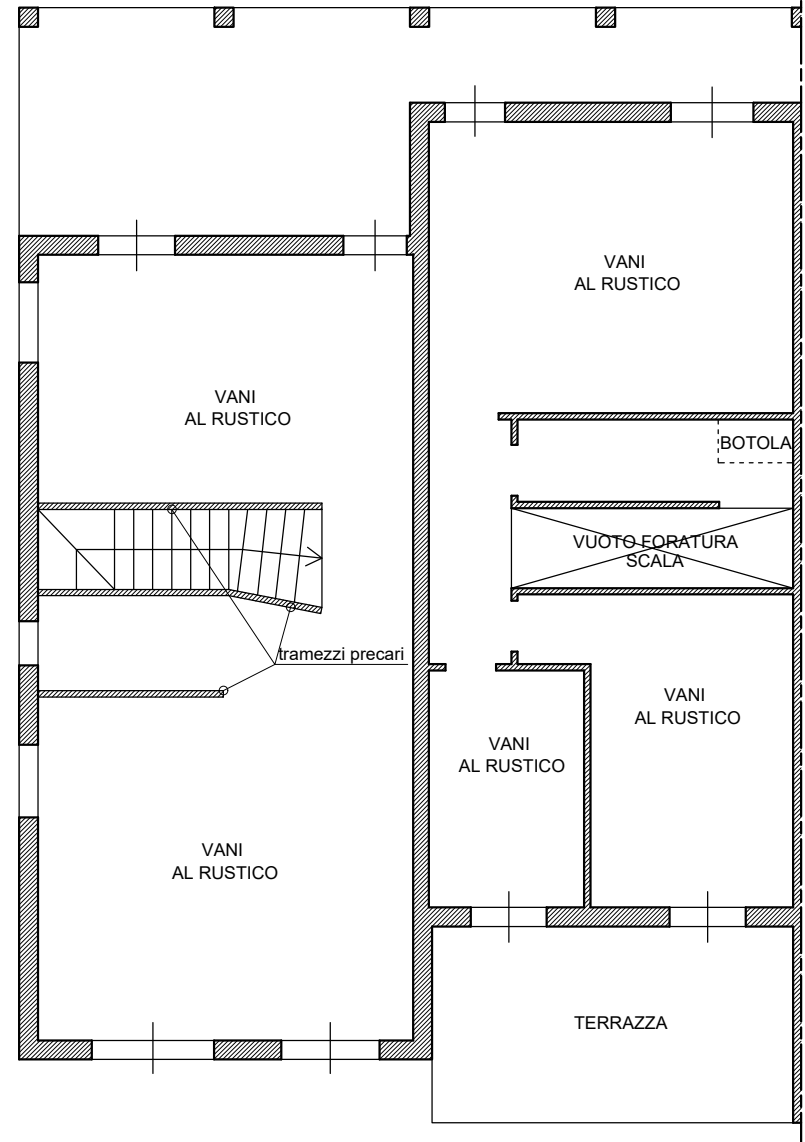 VANI
AL RUSTICO
VANI
AL RUSTICO
BOTOLA
VUOTO FORATURA
SCALA
tramezzi precari
VANI
AL RUSTICO
VANI
AL RUSTICO
VANI
AL RUSTICO
TERRAZZA